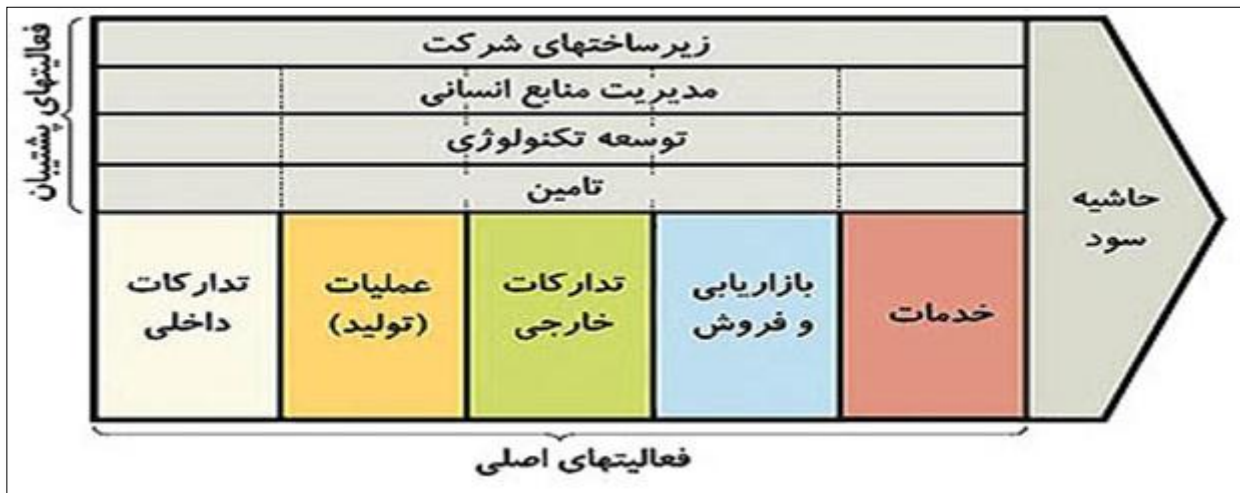 فعالیتهای پشتیبان
زیرساختهای شرکت
مدیریت منابع انسانی
توسعه تکنولوژی
تامین
تدارکات
داخلی
عملیات
(تولید)
تدارکات
خارجی
بازاریابی
و فروش
خدمات
حاشیه
سود
فعالیتهای اصلی